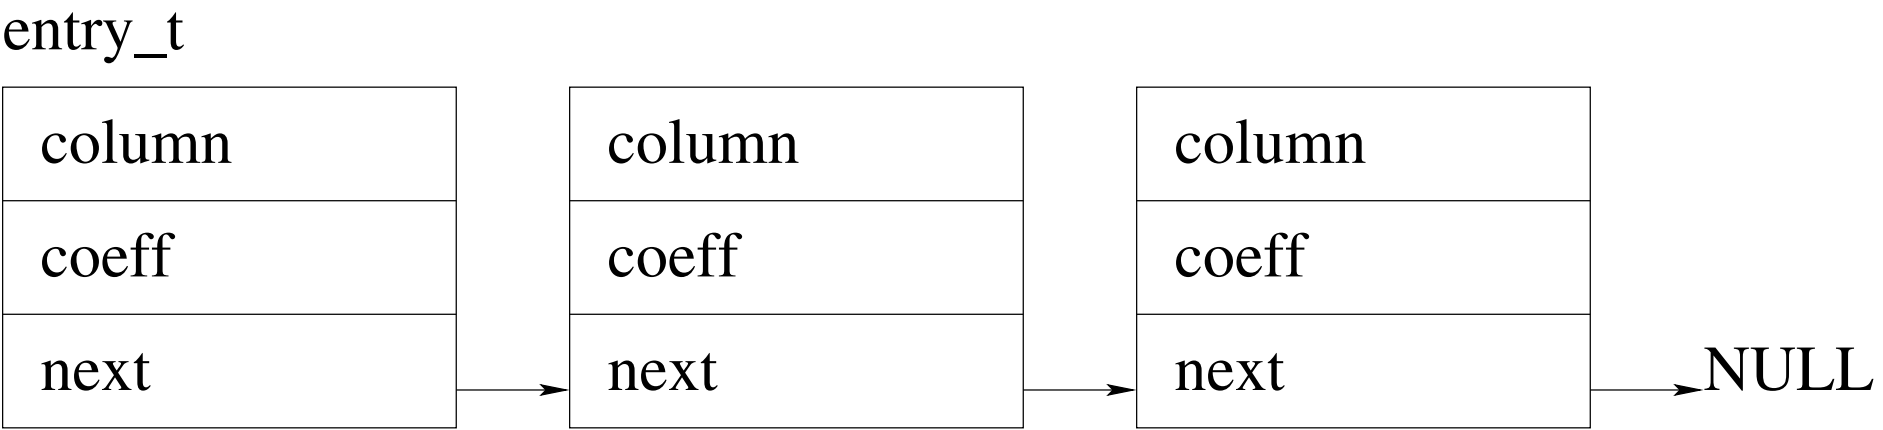 entry_t
column column column
coeff coeff coeff
next next next NULL